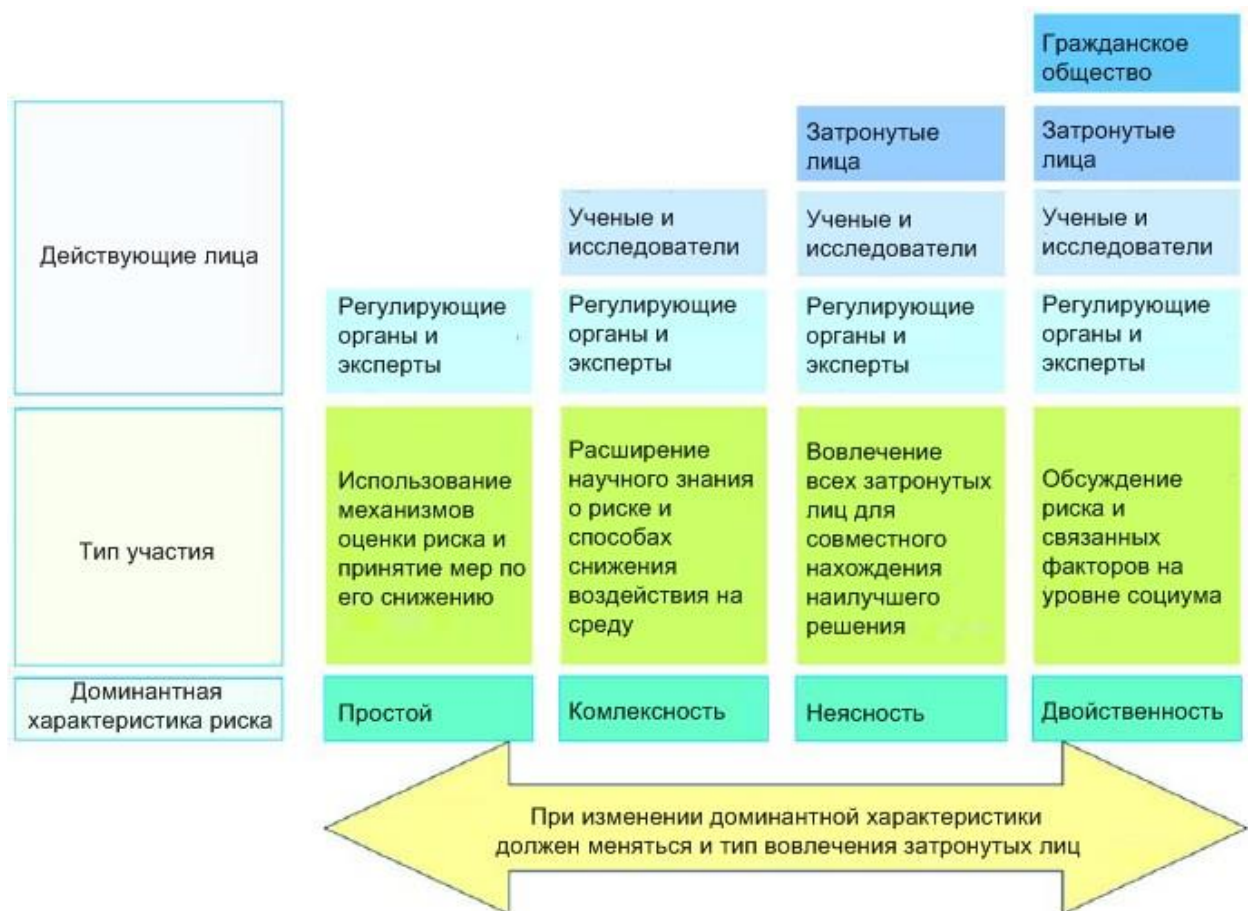 Гражданское
общество
Действующие лица
Затронутые
лица
Затронутые
лица
Ученые и
исследователи
Ученые и
исследователи
Ученые и
исследователи
Регулирующие
органы и
эксперты
Регулирующие
органы и
эксперты
Регулирующие
органы и
эксперты
Регулирующие
органы и
эксперты
Тип участия
Использование
механизмов
оценки риска и
принятие мер по
его снижению
Расширение
научного знания
о риске и
способах
снижения
воздействия на
среду
Вовлечение
всех затронутых
лиц для
совместного
нахождения
наилучшего
решения
Обсуждение
риска и
связанных
факторов на
уровне социума
Доминантная
характеристика риска
Простой
Комлексность
Неясность
Двойственность
При изменении доминантной характеристики
должен меняться и тип вовлечения затронутых лиц